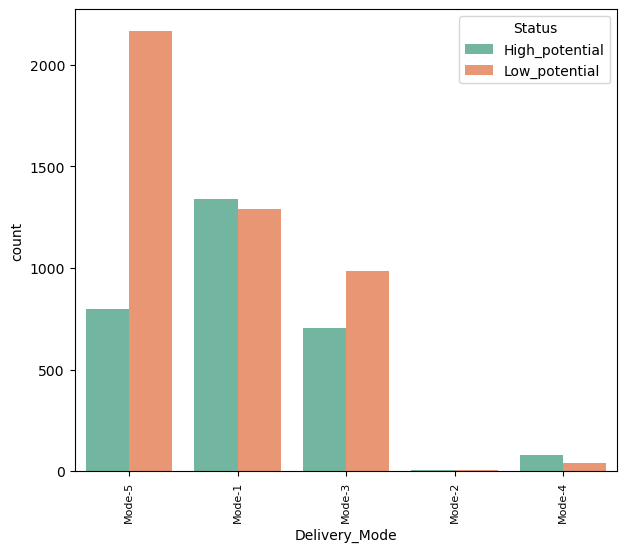 Status
High_potential
Low_potential
2000
1500
1000
500
0
count
Mode-5
Mode-1
Mode-3
Mode-2
Mode-4
Delivery_Mode